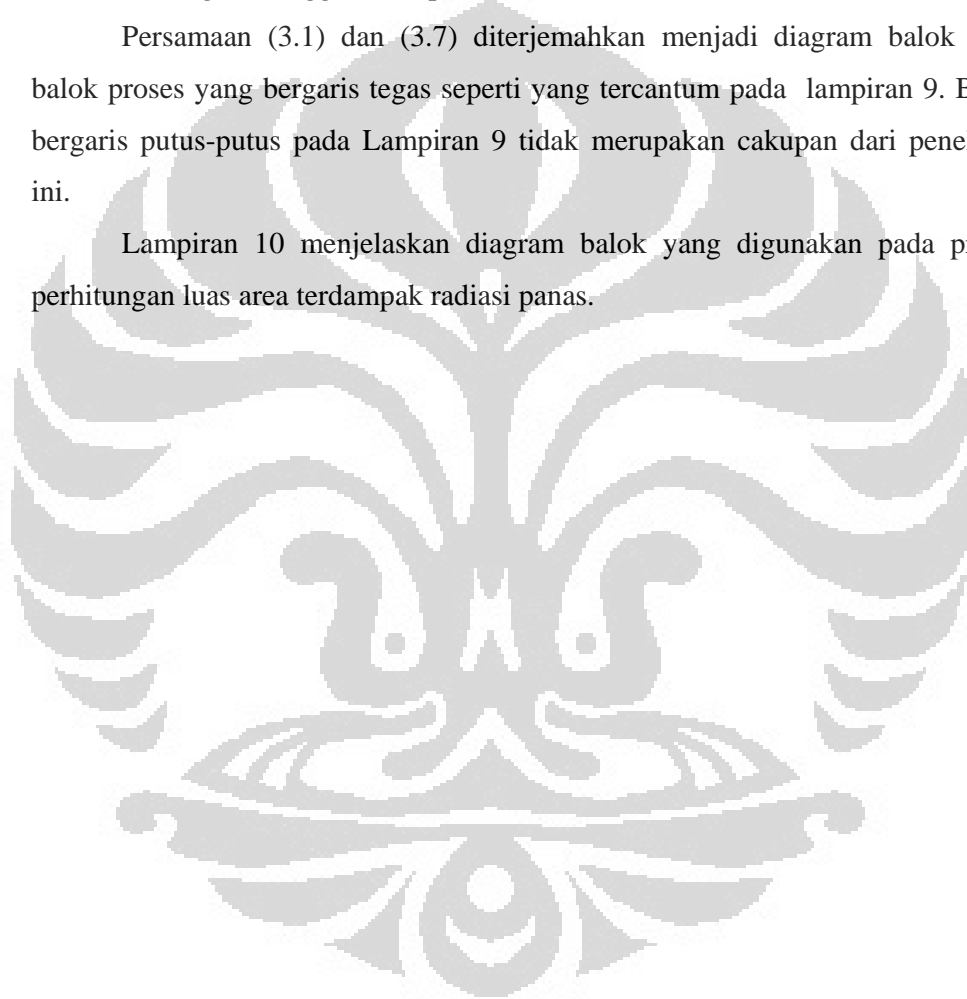 Persamaan (3.1) dan (3.7) diterjemahkan menjadi diagram balok
balok proses yang bergaris tegas seperti yang tercantum pada lampiran 9.
bergaris putus-putus pada Lampiran 9 tidak merupakan cakupan dari
ini.
Lampiran 10 menjelaskan diagram balok yang digunakan pada
perhitungan luas area terdampak radiasi panas.